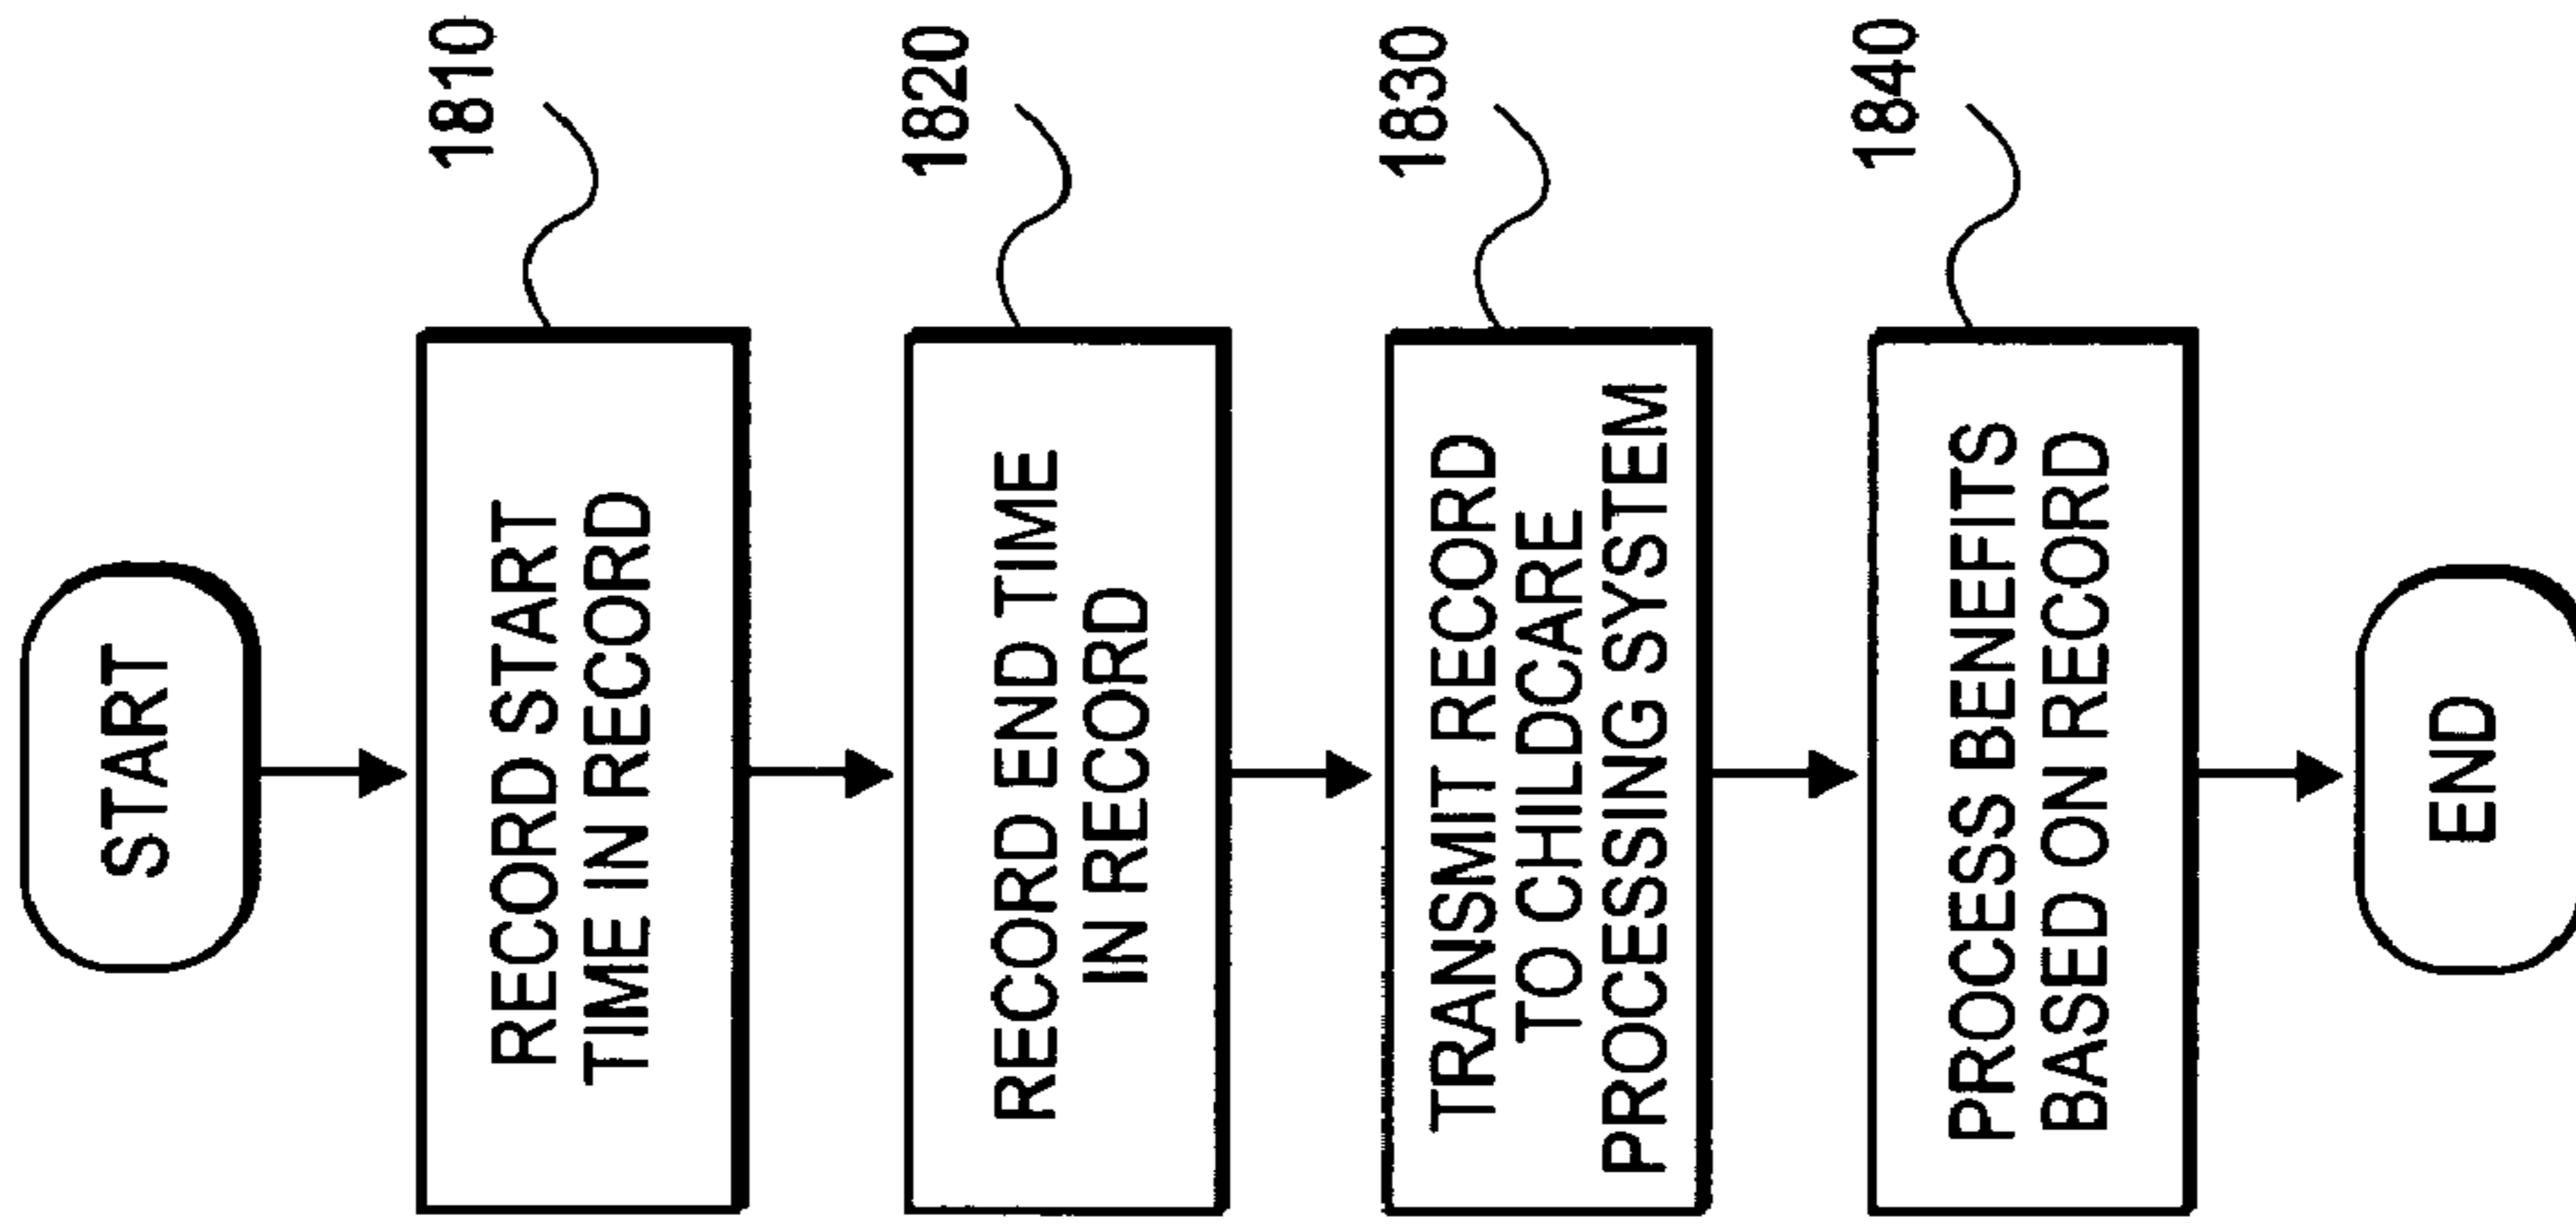 START
RECORD START
TIME IN RECORD
1810
RECORD END TIME
IN RECORD
1820
TRANSMIT RECORD
TO CHILDCARE
PROCESSING SYSTEM
1830
PROCESS BENEFITS
BASED ON RECORD
1840
END